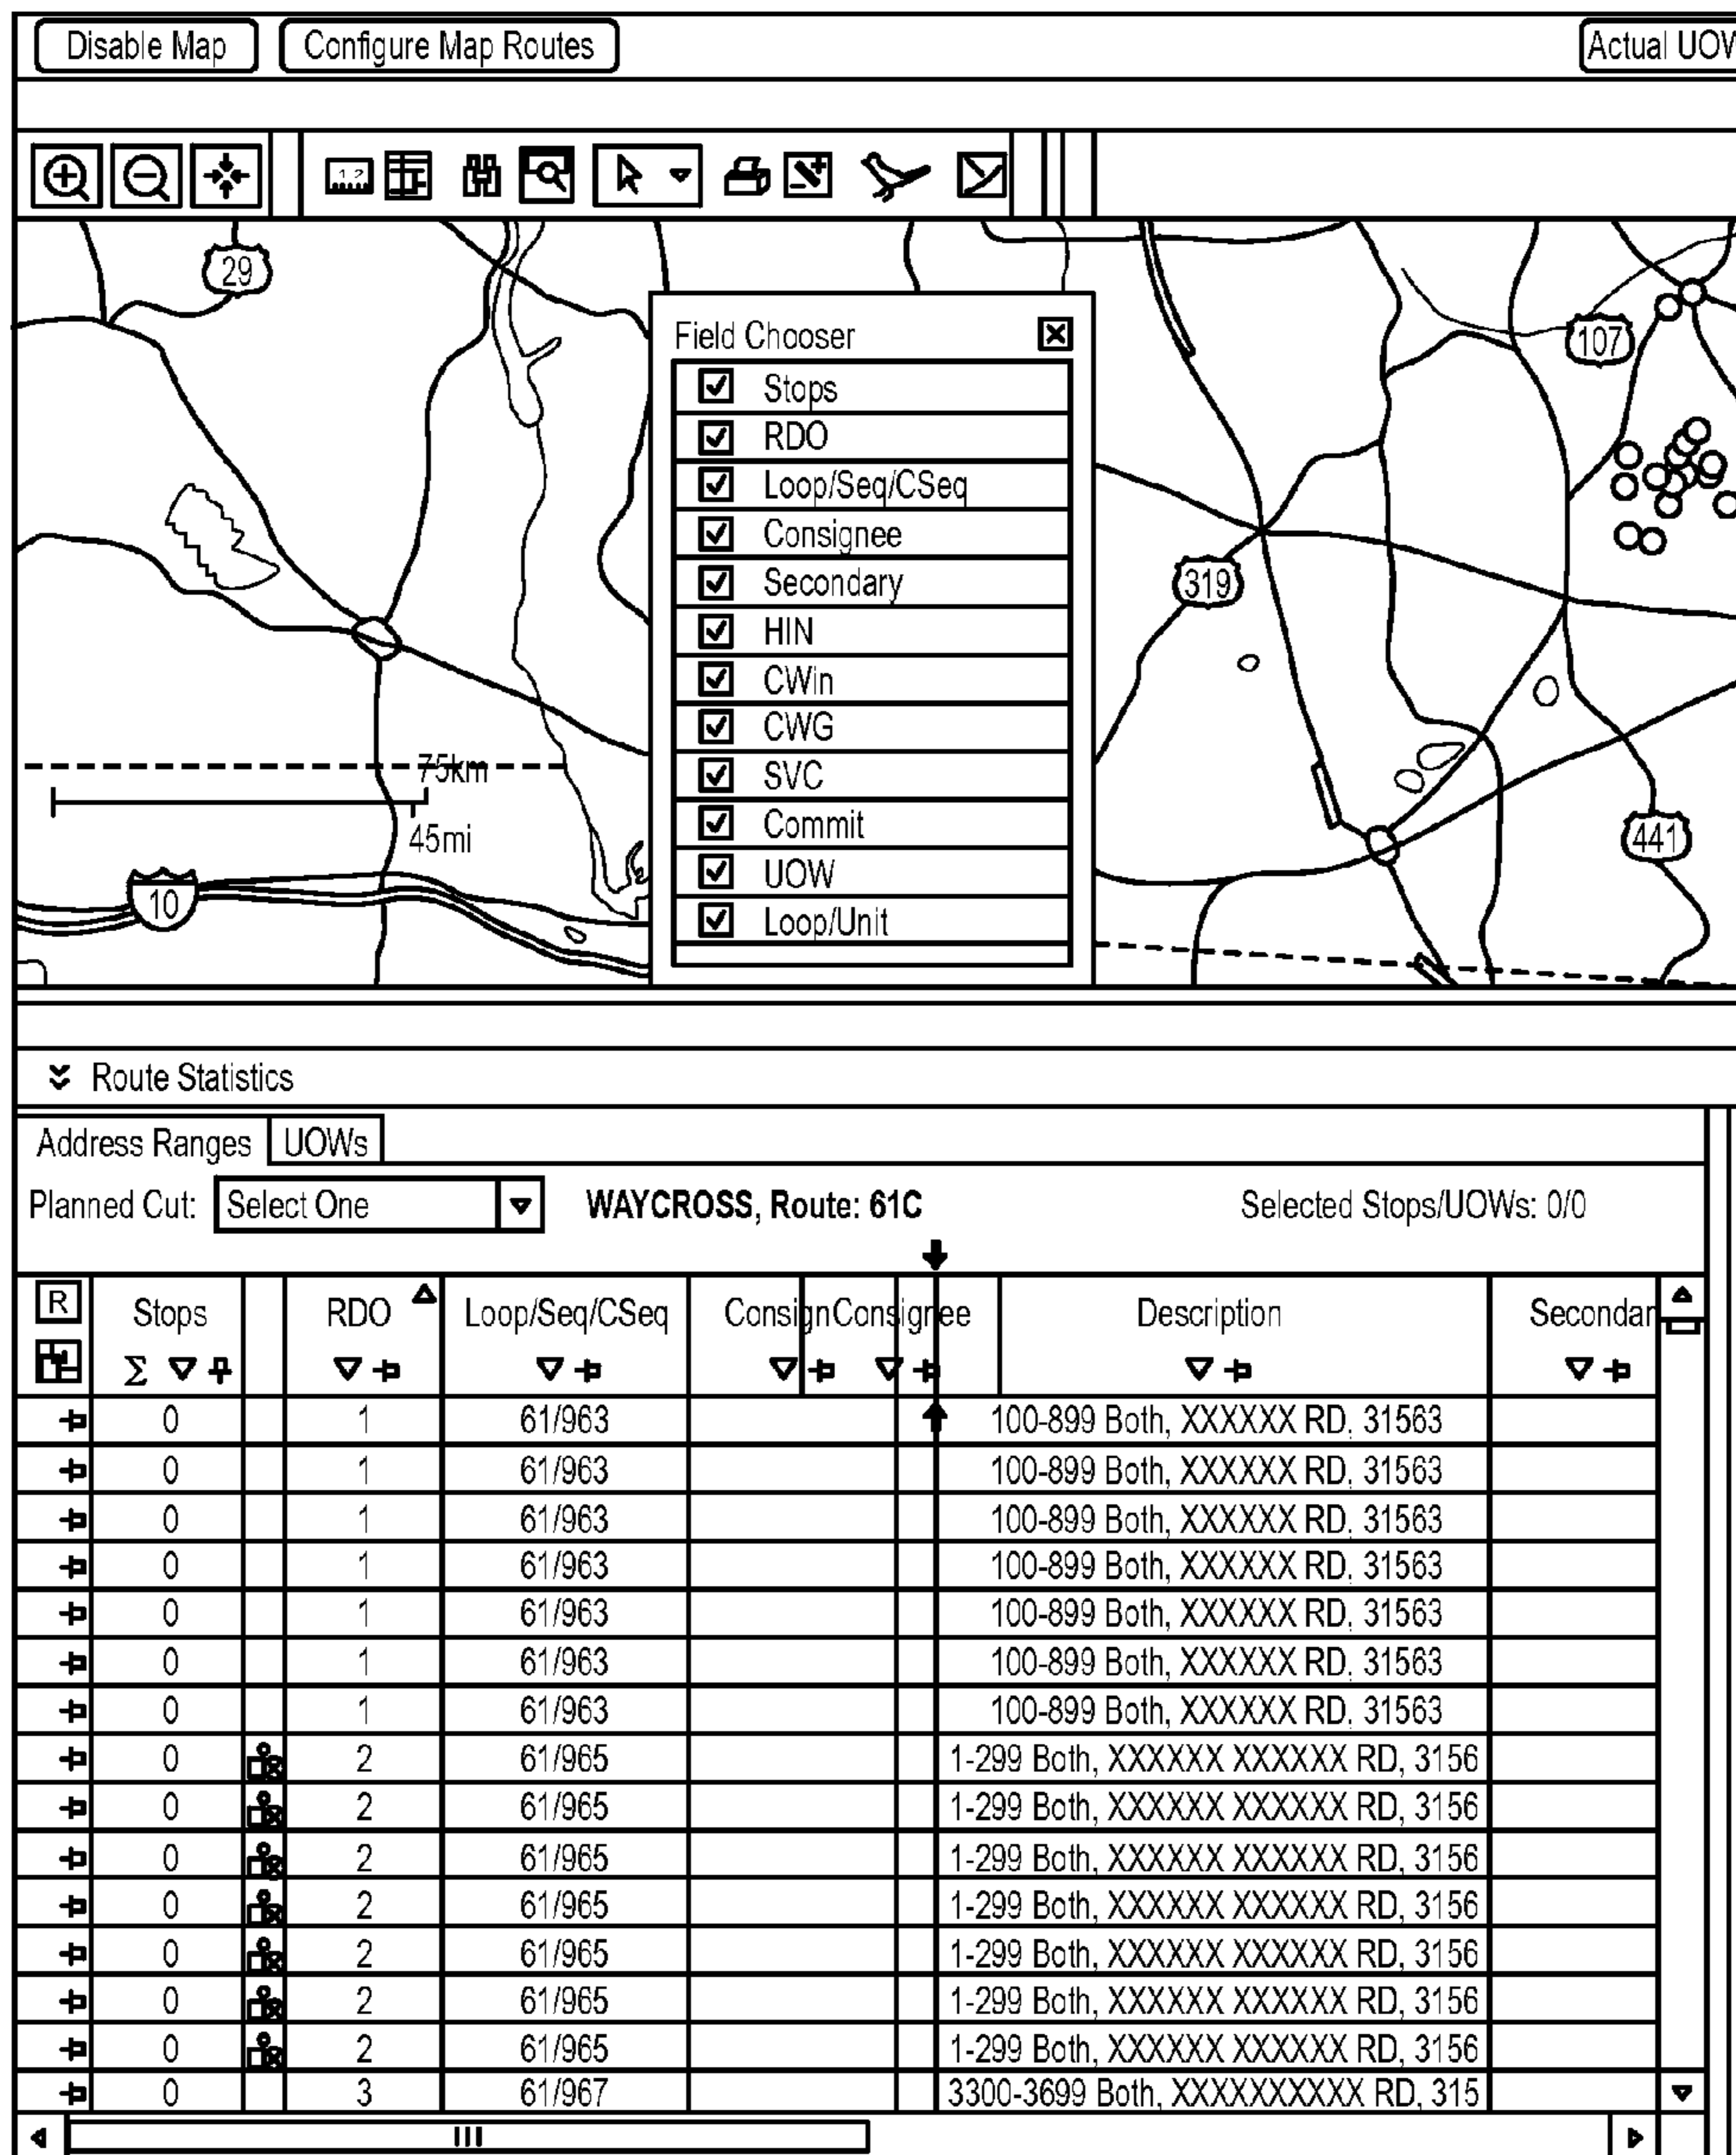 Disable Map Configure Map Routes Actual UOW
29
107
319
441
10
75km
45mi
Field Chooser
Stops
RDO
Loop/Seq/CSeq
Consignee
Secondary
HIN
CWin
CWG
SVC
Commit
UOW
Loop/Unit
Route Statistics
Address Ranges UOWs
Planned Cut: Select One WAYCROSS, Route: 61C Selected Stops/UOWs: 0/0
R Stops RDO Loop/Seq/CSeq Consign Consignee Description Secondar
Σ
0 1 61/963 100-899 Both, XXXXXX RD, 31563
0 1 61/963 100-899 Both, XXXXXX RD, 31563
0 1 61/963 100-899 Both, XXXXXX RD, 31563
0 1 61/963 100-899 Both, XXXXXX RD, 31563
0 1 61/963 100-899 Both, XXXXXX RD, 31563
0 1 61/963 100-899 Both, XXXXXX RD, 31563
0 1 61/963 100-899 Both, XXXXXX RD, 31563
0 2 61/965 1-299 Both, XXXXXX XXXXXX RD, 3156
0 2 61/965 1-299 Both, XXXXXX XXXXXX RD, 3156
0 2 61/965 1-299 Both, XXXXXX XXXXXX RD, 3156
0 2 61/965 1-299 Both, XXXXXX XXXXXX RD, 3156
0 2 61/965 1-299 Both, XXXXXX XXXXXX RD, 3156
0 2 61/965 1-299 Both, XXXXXX XXXXXX RD, 3156
0 2 61/965 1-299 Both, XXXXXX XXXXXX RD, 3156
0 3 61/967 3300-3699 Both, XXXXXXXXXX RD, 315